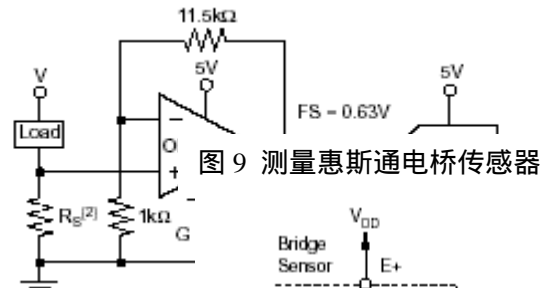 11.5kΩ
V
5V
5V
FS = 0.63V
Load
图 9 测量惠斯通电桥传感器
RS[2]
1kΩ
G
VDD
Bridge
Sensor
E+